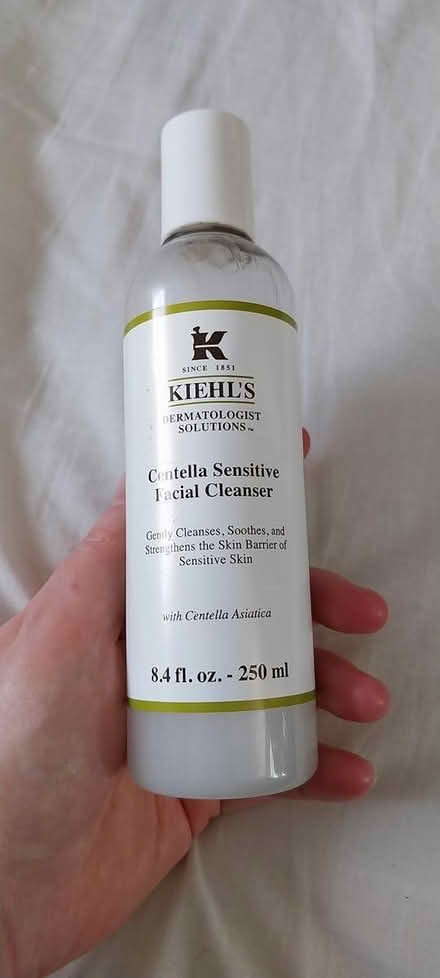 K
SINCE 1851
KIEHL'S
DERMATOLOGIST
SOLUTIONS™
Centella Sensitive
Facial Cleanser
Gently Cleanses, Soothes, and
Strengthens the Skin Barrier of
Sensitive Skin
with Centella Asiatica
8.4 fl. oz. - 250 ml